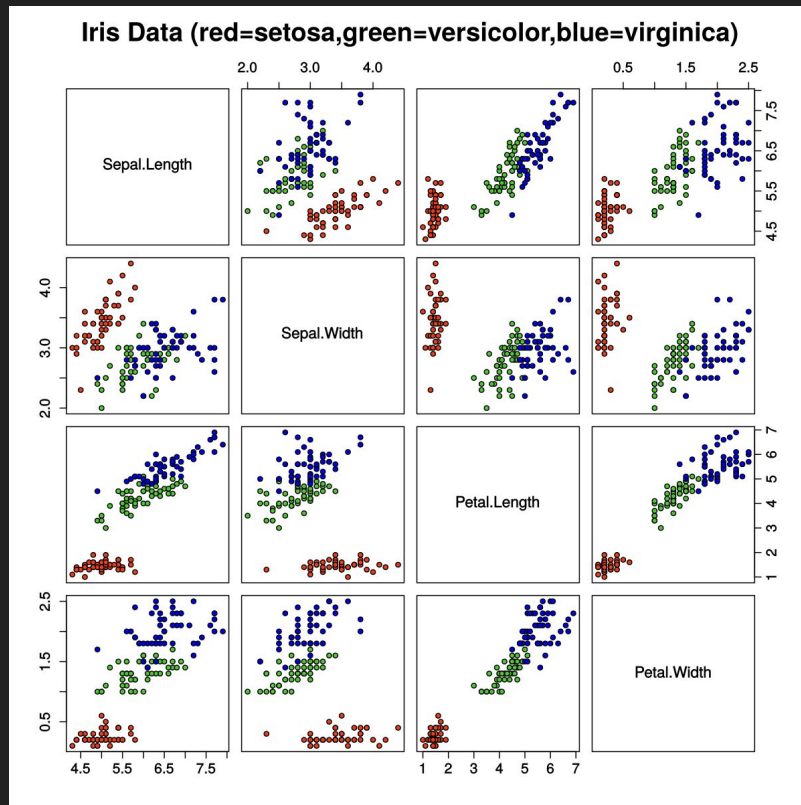 Iris Data (red=setosa,green=versicolor,blue=virginica)
2.0 3.0 4.0
0.5 1.5 2.5
Sepal.Length
4.5 5.5 6.5 7.5
2.0 3.0 4.0
Sepal.Width
Petal.Length
1 2 3 4 5 6 7
0.5 1.5 2.5
Petal.Width
4.5 5.5 6.5 7.5
1 2 3 4 5 6 7